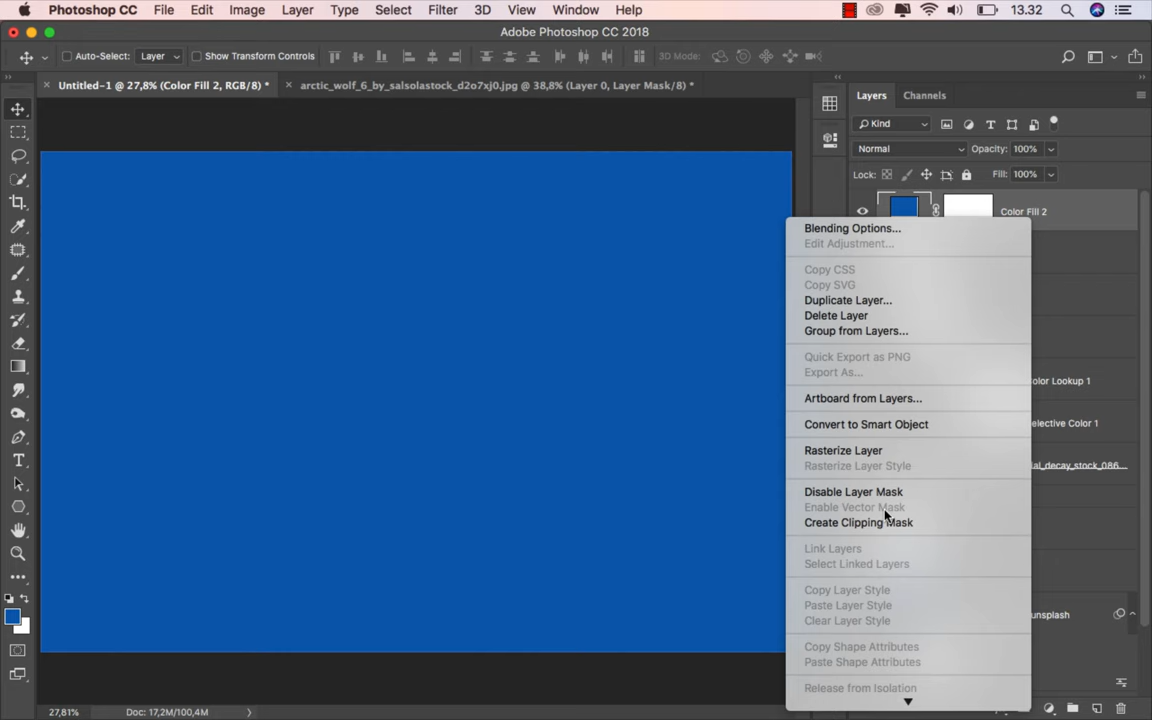 Photoshop CC File Edit Image Layer Type Select Filter 3D View Window Help 13.32
Adobe Photoshop CC 2018
Auto-Select: Layer Show Transform Controls 3D Mode:
Untitled-1 @ 27,8% (Color Fill 2, RGB/8) * arctic_wolf_6_by_salsolastock_d2o7xj0.jpg @ 38,8% (Layer 0, Layer Mask/8) *
Layers Channels
Kind
Normal Opacity: 100%
Lock: Fill: 100%
Color Fill 2
Blending Options...
Edit Adjustment...
Copy CSS
Copy SVG
Duplicate Layer...
Delete Layer
Group from Layers...
Quick Export as PNG
Export As...
olor Lookup 1
Artboard from Layers...
Convert to Smart Object
elective Color 1
Rasterize Layer
Rasterize Layer Style
ial_decay_stock_086...
Disable Layer Mask
Enable Vector Mask
Create Clipping Mask
Link Layers
Select Linked Layers
Copy Layer Style
Paste Layer Style
unsplash
Clear Layer Style
Copy Shape Attributes
Paste Shape Attributes
Release from Isolation
27,81% Doc: 17,2M/100,4M